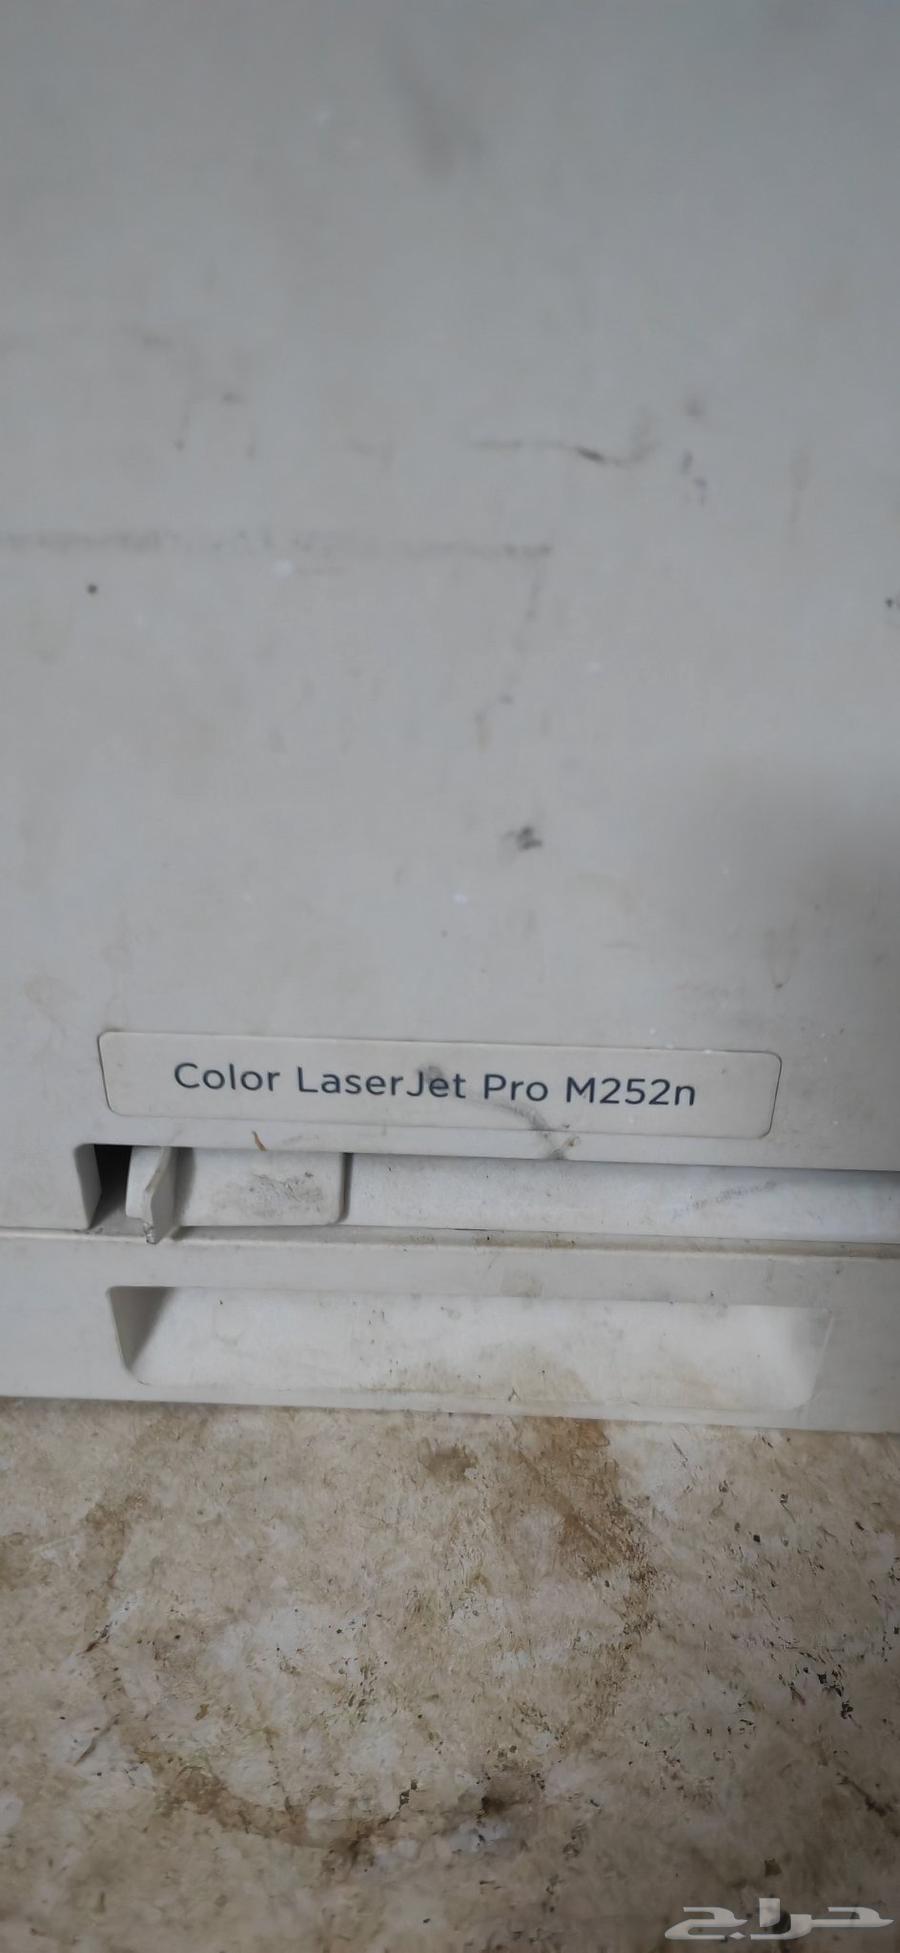 Color LaserJet Pro M252n
حراج